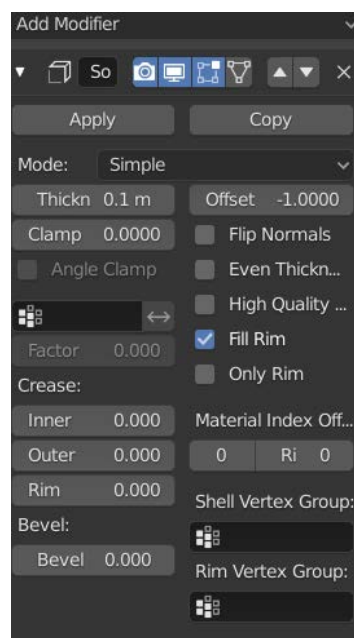 Add Modifier
So
Apply Copy
Mode: Simple
Thickn 0.1 m Offset -1.0000
Clamp 0.0000 Flip Normals
Angle Clamp Even Thickn...
High Quality ...
Factor 0.000 Fill Rim
Crease: Only Rim
Inner 0.000 Material Index Off...
Outer 0.000 0 Ri 0
Rim 0.000 Shell Vertex Group:
Bevel:
Bevel 0.000 Rim Vertex Group: